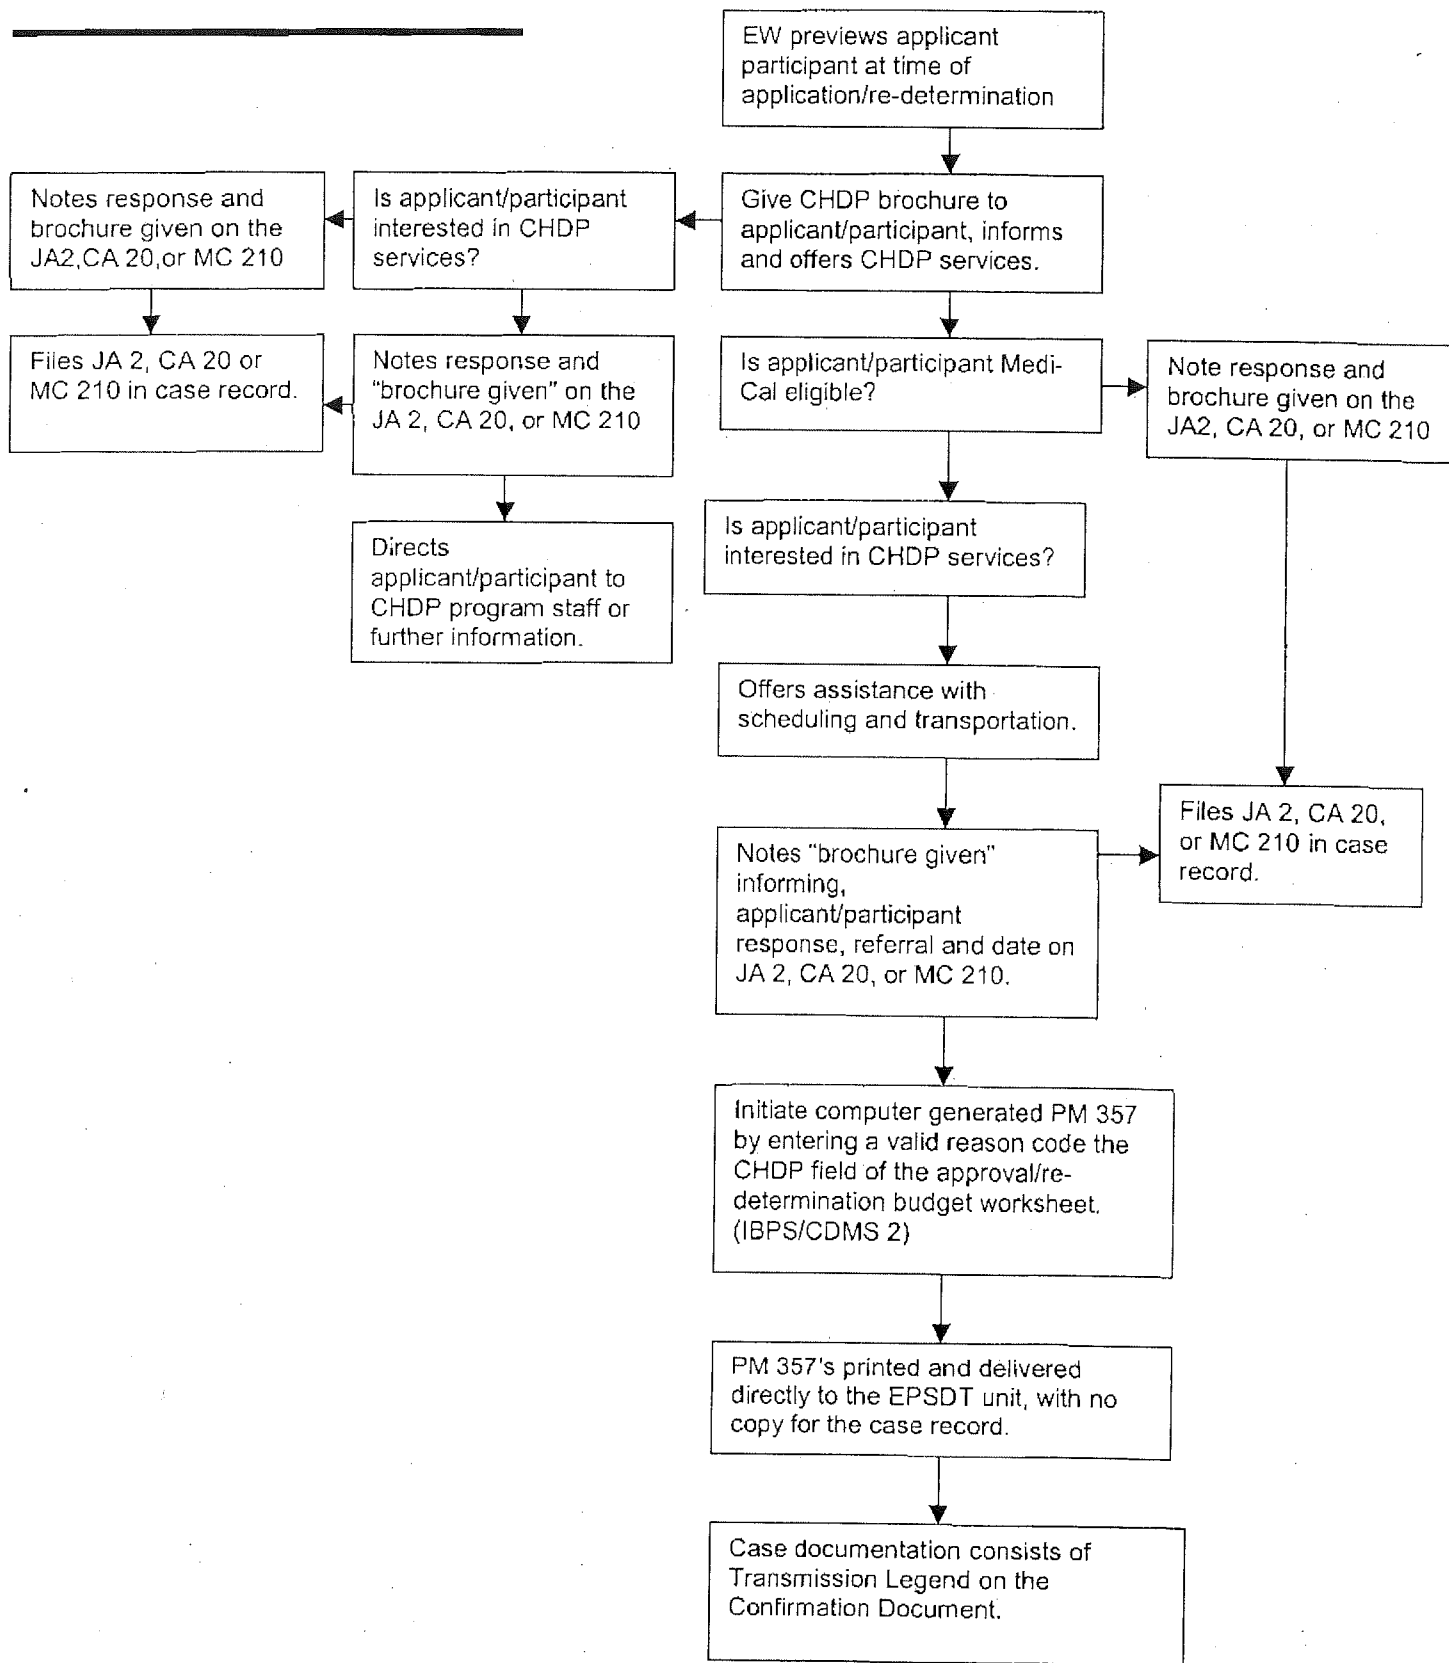 EW previews applicant
participant at time of
application/re-determination
Notes response and
brochure given on the
JA2,CA 20,or MC 210
Is applicant/participant
interested in CHDP
services?
Give CHDP brochure to
applicant/participant, informs
and offers CHDP services.
Files JA 2, CA 20 or
MC 210 in case record.
Notes response and
"brochure given" on the
JA 2, CA 20, or MC 210
Is applicant/participant Medi-
Cal eligible?
Note response and
brochure given on the
JA2, CA 20, or MC 210
Directs
applicant/participant to
CHDP program staff or
further information.
Is applicant/participant
interested in CHDP services?
Offers assistance with
scheduling and transportation.
Files JA 2, CA 20,
or MC 210 in case
record.
Notes "brochure given"
informing,
applicant/participant
response, referral and date on
JA 2, CA 20, or MC 210.
Initiate computer generated PM 357
by entering a valid reason code the
CHDP field of the approval/re-
determination budget worksheet.
(IBPS/CDMS 2)
PM 357's printed and delivered
directly to the EPSDT unit, with no
copy for the case record.
Case documentation consists of
Transmission Legend on the
Confirmation Document.